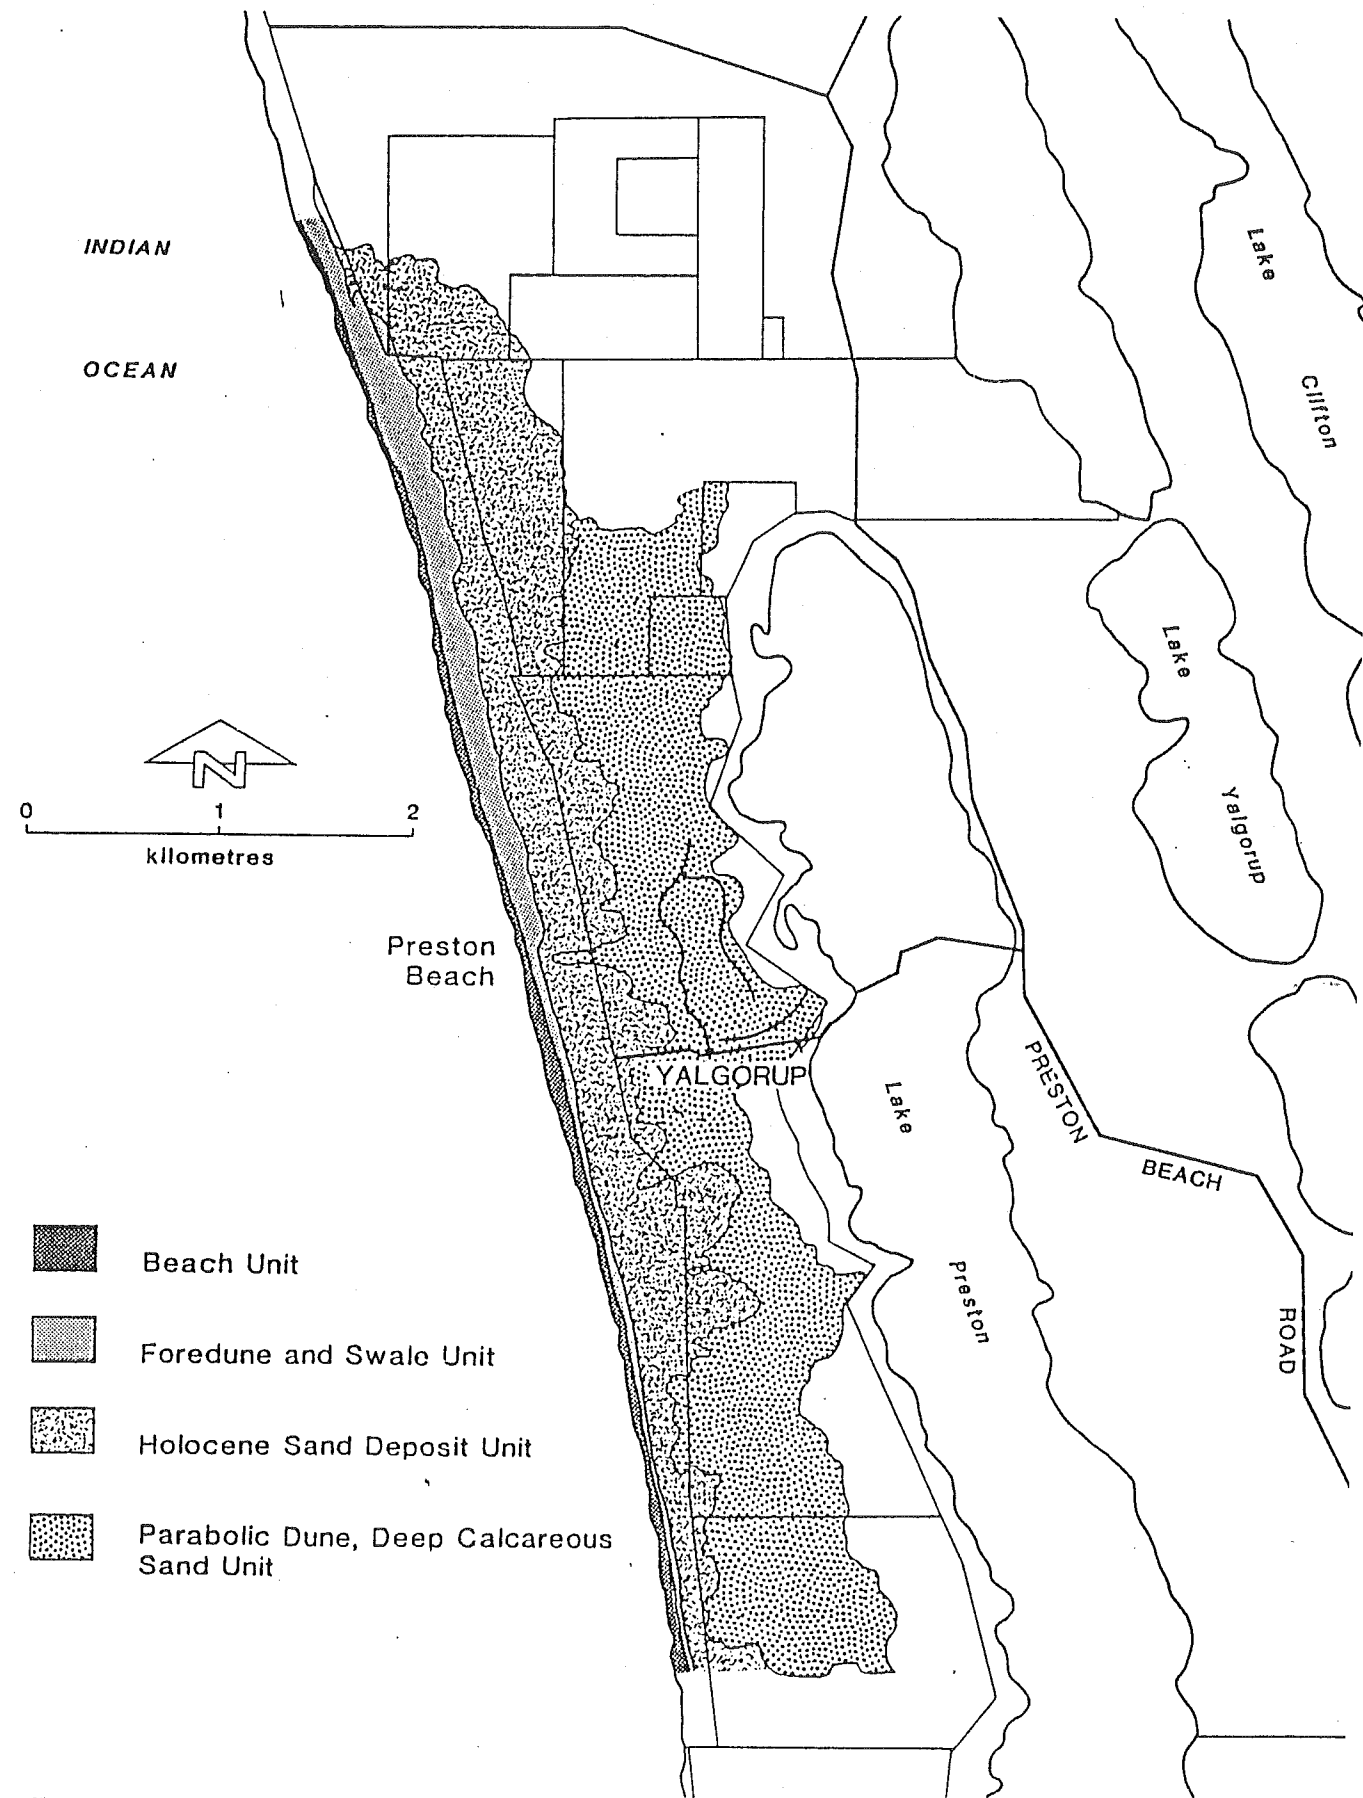 INDIAN
OCEAN
Lake
Clifton
Lake
Yalgorup
N
0 1 2
kilometres
Preston
Beach
YALGORUP
Lake
Preston
PRESTON
BEACH
ROAD
Beach Unit
Foredune and Swale Unit
Holocene Sand Deposit Unit
Parabolic Dune, Deep Calcareous
Sand Unit